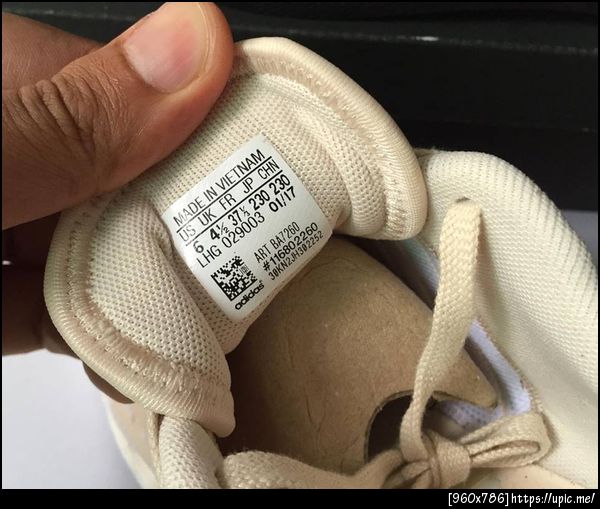 MADE IN VIETNAM
US UK FR JP CHN
6 4½ 37⅓ 230 230
LHG 029003 01/17
ART BA7260
#116802260
30KN2JH302252
adidas
[960x786]https://upic.me/